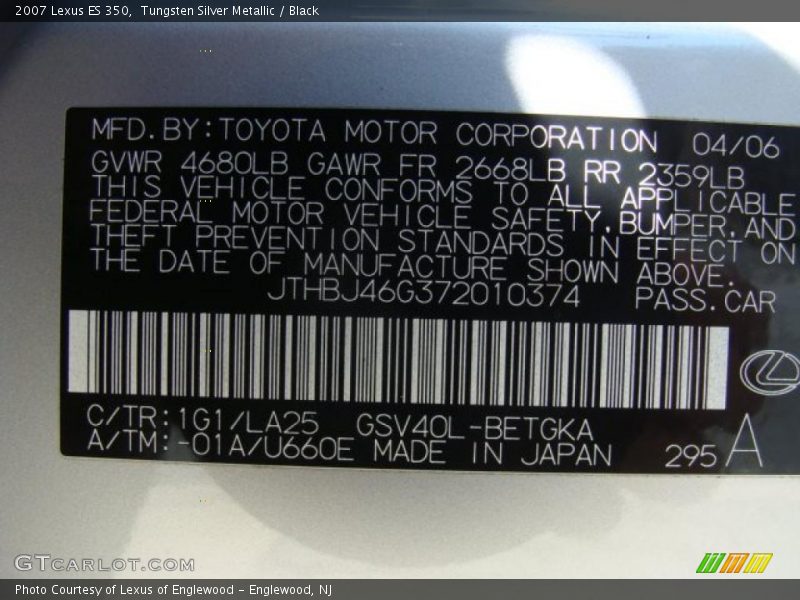 2007 Lexus ES 350,  Tungsten Silver Metallic / Black
MFD.BY:TOYOTA MOTOR CORPORATION 04/06
GVWR 4680LB GAWR FR 2668LB RR 2359LB
THIS VEHICLE CONFORMS TO ALL APPLICABLE
FEDERAL MOTOR VEHICLE SAFETY,BUMPER,AND
THEFT PREVENTION STANDARDS IN EFFECT ON
THE DATE OF MANUFACTURE SHOWN ABOVE.
JTHBJ46G372010374 PASS.CAR
C/TR:1G1/LA25 GSV40L-BETGKA
A/TM:-01A/U660E MADE IN JAPAN 295 A
GTCARLOT.COM
Photo Courtesy of Lexus of Englewood - Englewood, NJ